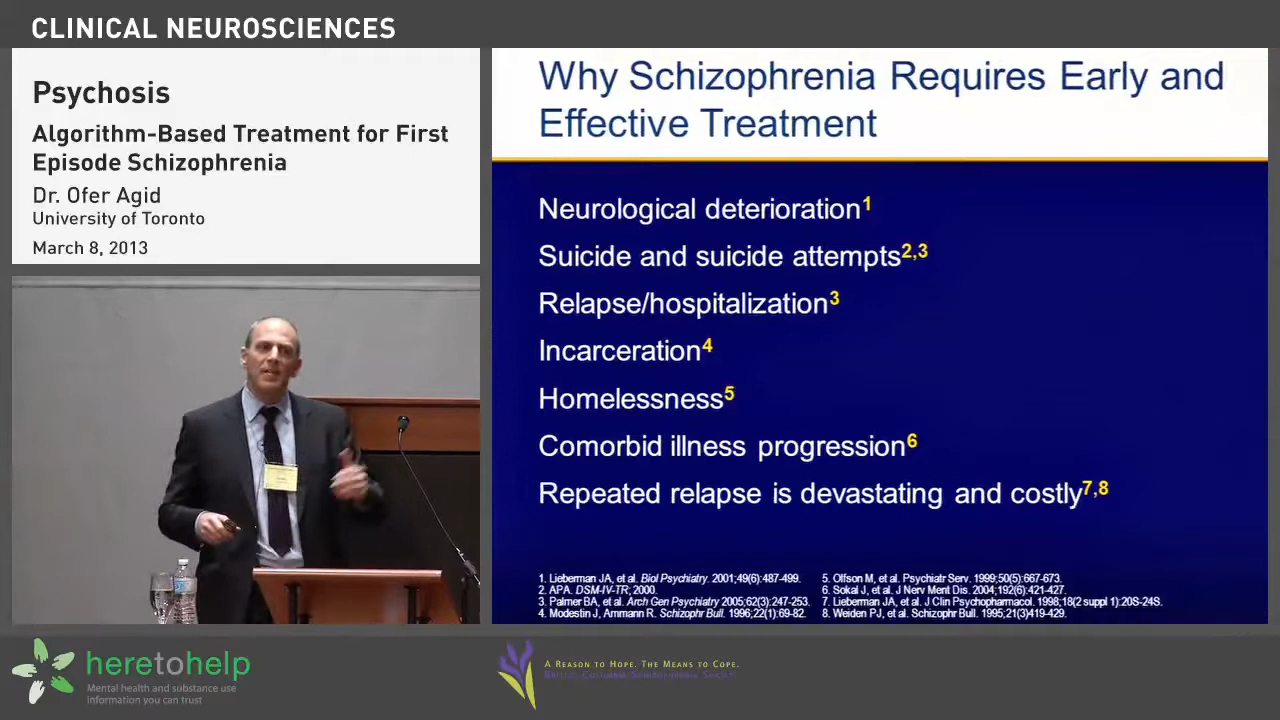 CLINICAL NEUROSCIENCES
Psychosis
Algorithm-Based Treatment for First
Episode Schizophrenia
Dr. Ofer Agid
University of Toronto
March 8, 2013
Why Schizophrenia Requires Early and
Effective Treatment
Neurological deterioration1
Suicide and suicide attempts2,3
Relapse/hospitalization3
Incarceration4
Homelessness5
Comorbid illness progression6
Repeated relapse is devastating and costly7,8
1. Lieberman JA, et al. Biol Psychiatry. 2001;49(6):487-499.
2. APA. DSM-IV-TR, 2000.
3. Palmer BA, et al. Arch Gen Psychiatry 2005;62(3):247-253.
4. Modestin J, Ammann R. Schizophr Bull. 1996;22(1):69-82.
5. Olfson M, et al. Psychiatr Serv. 1999;50(5):667-673.
6. Sokal J, et al. J Nerv Ment Dis. 2004;192(6):421-427.
7. Lieberman JA, et al. J Clin Psychopharmacol. 1998;18(2 suppl 1):20S-24S.
8. Weiden PJ, et al. Schizophr Bull. 1995;21(3)419-429.
heretohelp
Mental health and substance use
information you can trust
A Reason to Hope. The Means to Cope.
British Columbia Schizophrenia Society